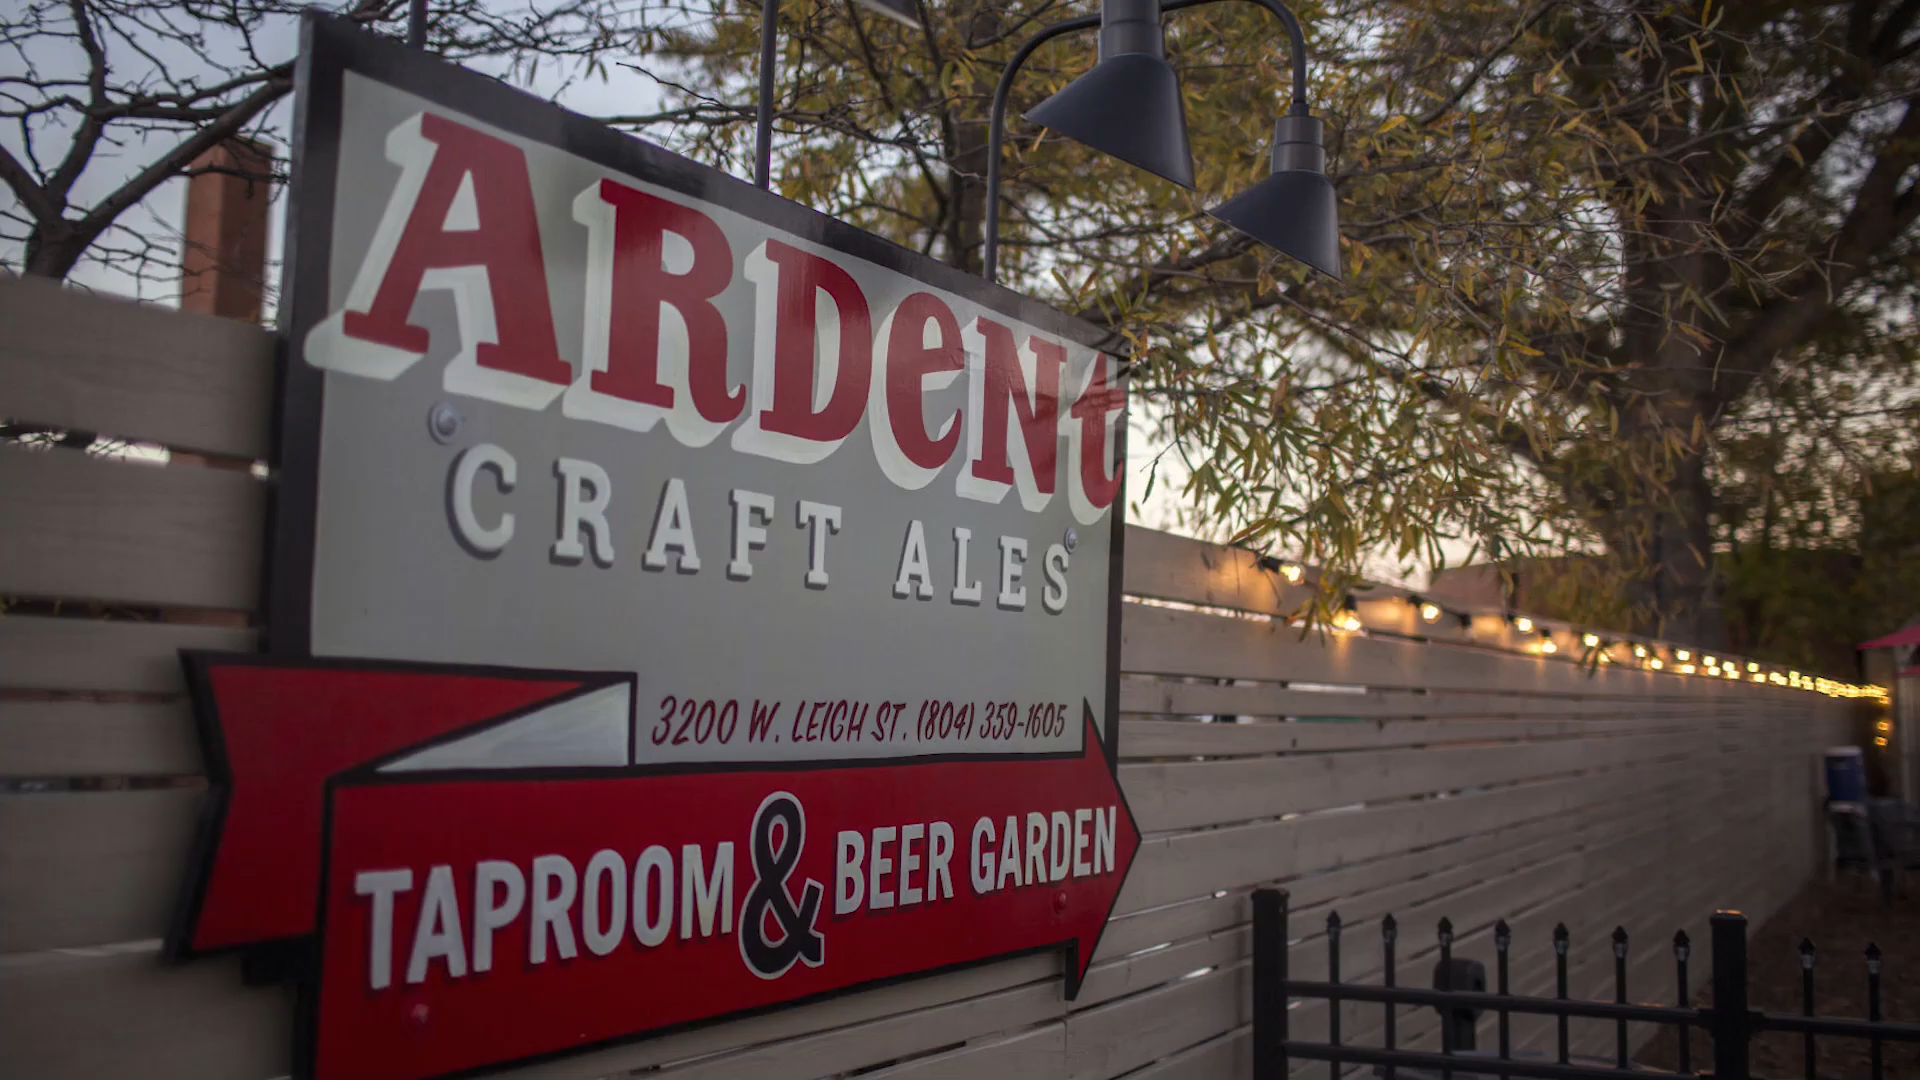 ARDeNt
CRAFT ALES
3200 W. LEIGH ST. (804) 359-1605
TAPROOM & BEER GARDEN